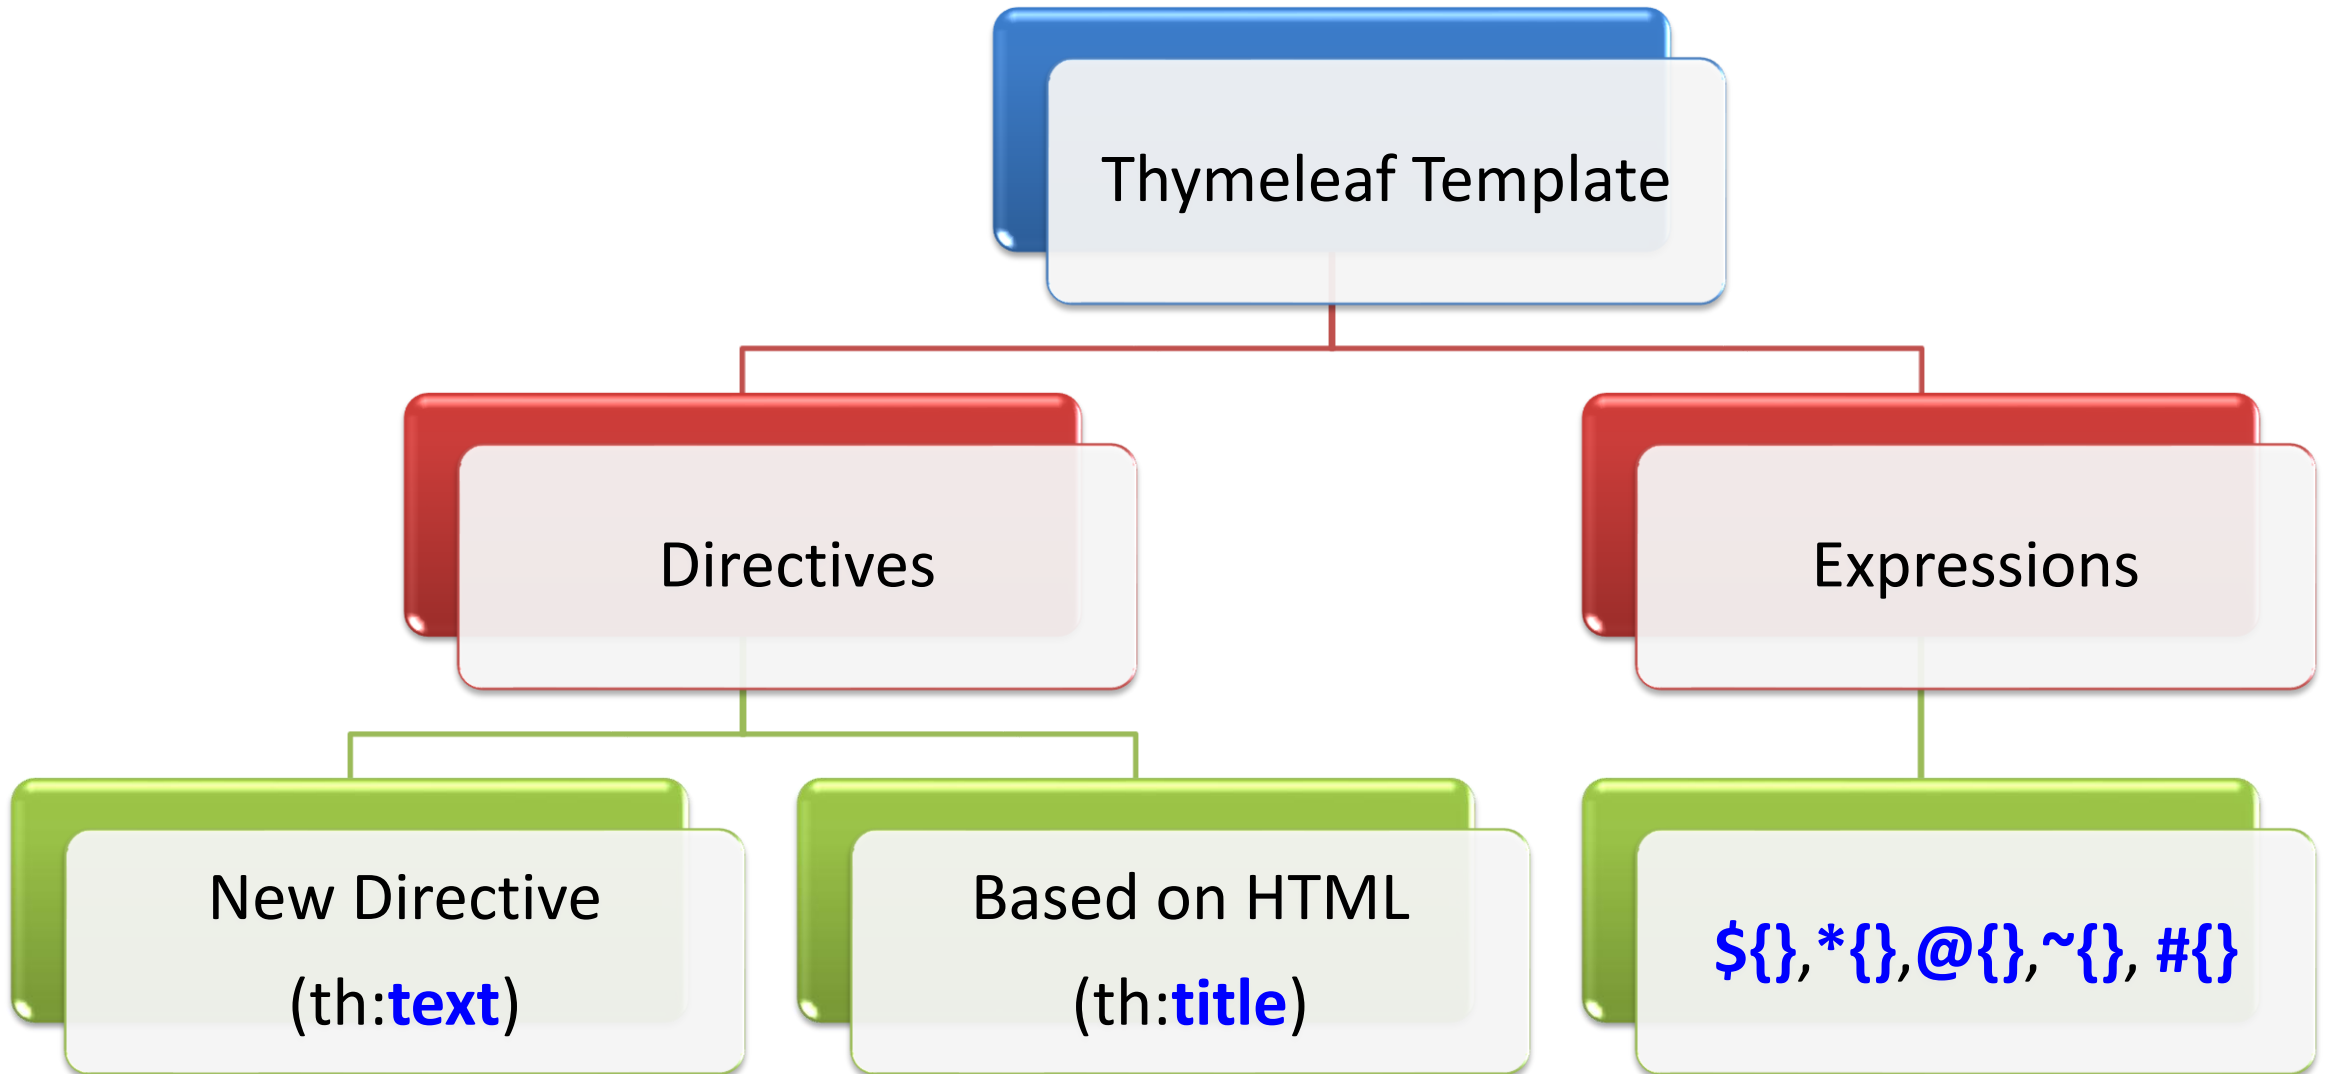 Thymeleaf Template
Directives
Expressions
New Directive
(th:text)
Based on HTML
(th:title)
${},*{},@{},~{}, #{}